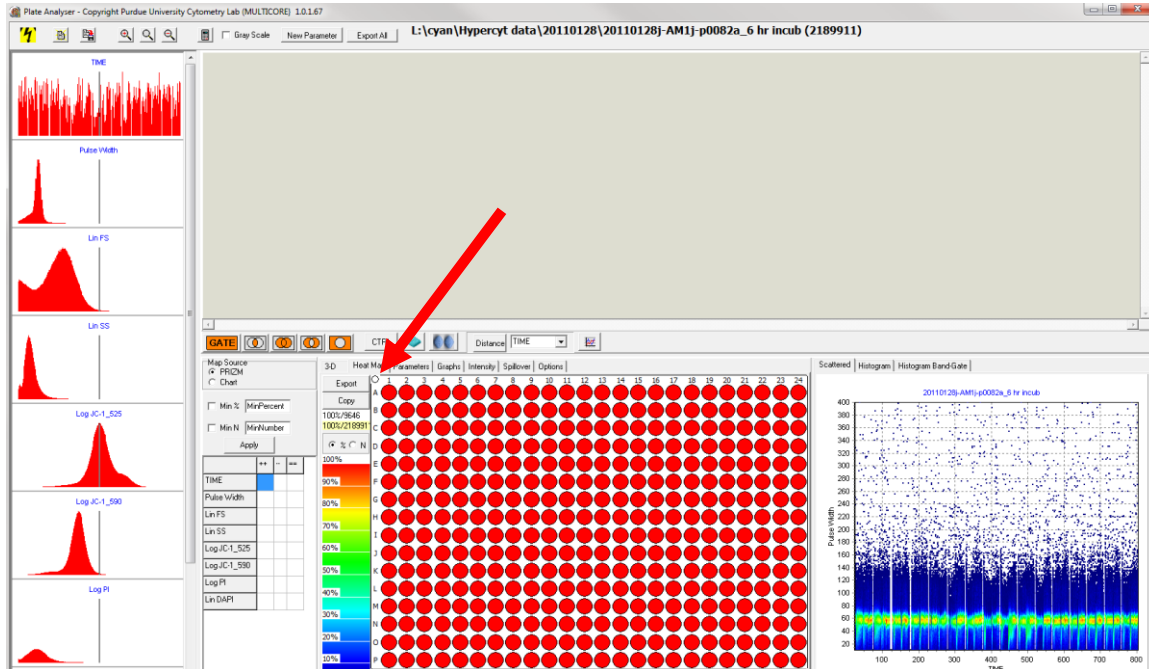 Plate Analyser - Copyright Purdue University Cytometry Lab (MULTICORE) 1.0.1.67
Gray Scale New Parameter Export All L:\cyan\Hypercyt data\20110128\20110128j-AM1j-p0082a_6 hr incub (2189911)
TIME
Pulse Width
Lin FS
Lin SS
Log JC-1_525
Log JC-1_590
Log PI
GATE Distance TIME
Map Source
PRIZM
Chart
Min % MinPercent
Min N MinNumber
Apply
++ - ==
TIME
Pulse Width
Lin FS
Lin SS
Log JC-1_525
Log JC-1_590
Log PI
Lin DAPI
3-D Heat Parameters Graphs Intensity Spillover Options
Export
Copy
100%/9646
100%/2189911
% N
100%
90%
80%
70%
60%
50%
40%
30%
20%
10%
1 2 3 4 5 6 7 8 9 10 11 12 13 14 15 16 17 18 19 20 21 22 23 24
A
B
C
D
E
F
G
H
I
J
K
L
M
N
O
P
Scattered Histogram Histogram Band-Gate
20110128j-AM1j-p0082a_6 hr incub
Pulse Width
400
380
360
340
320
300
280
260
240
220
200
180
160
140
120
100
80
60
40
20
100 200 300 400 500 600 700 800
TIME